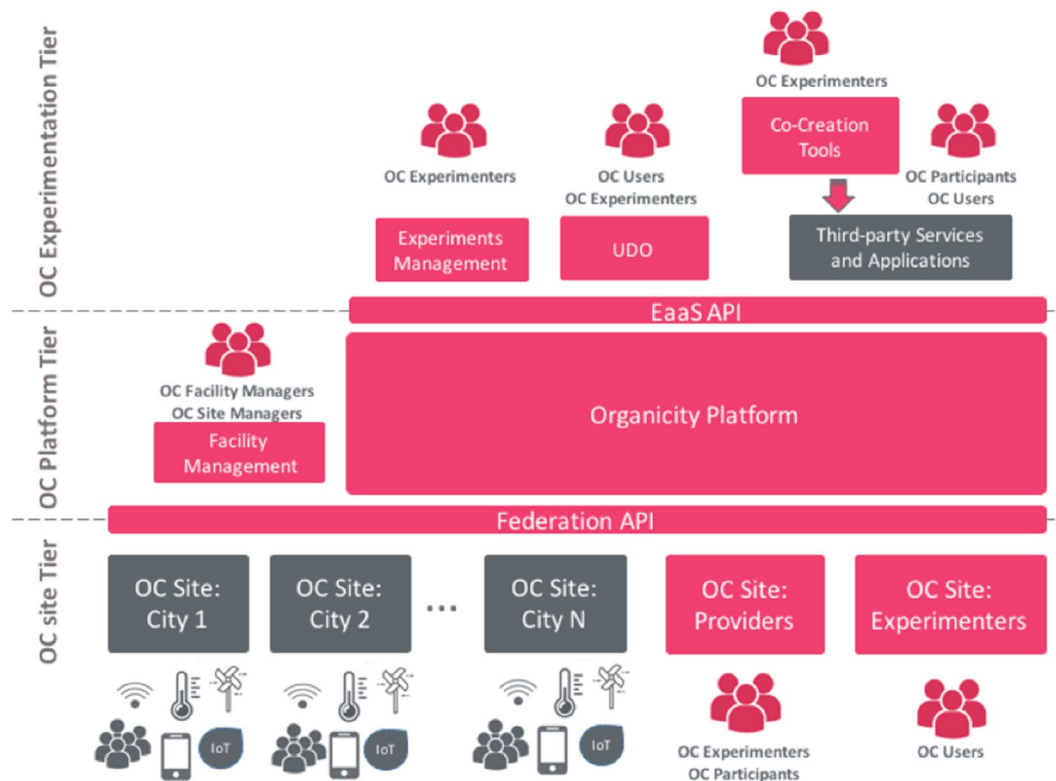 OC Experimentation Tier
OC Experimenters
Co-Creation
Tools
OC Experimenters
OC Users
OC Experimenters
OC Participants
OC Users
Experiments
Management
UDO
Third-party Services
and Applications
EaaS API
OC Platform Tier
OC Facility Managers
OC Site Managers
Facility
Management
Organicity Platform
Federation API
OC site Tier
OC Site:
City 1
OC Site:
City 2
...
OC Site:
City N
OC Site:
Providers
OC Site:
Experimenters
IoT
IoT
IoT
OC Experimenters
OC Participants
OC Users